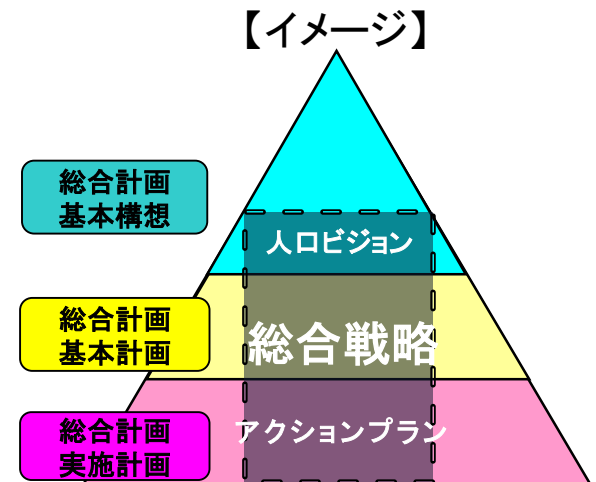 【イメージ】
総合計画
基本構想
人口ビジョン
総合計画
基本計画
総合戦略
総合計画
実施計画
アクションプラン